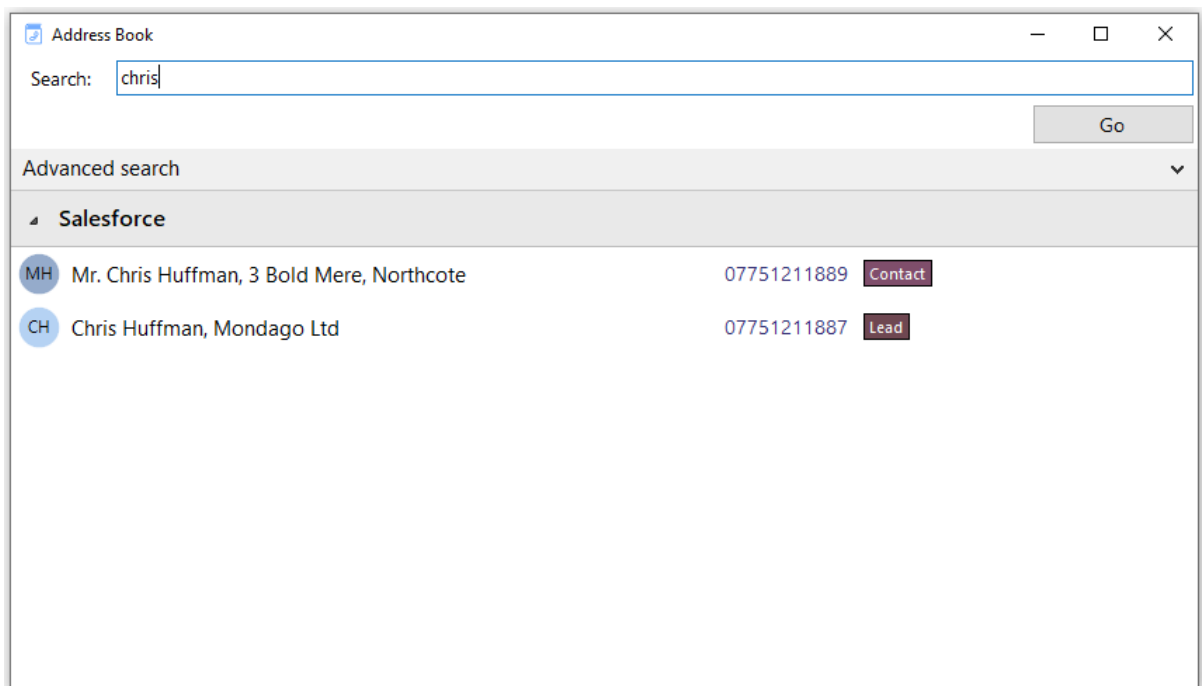 Address Book
Search: chris
Go
Advanced search
Salesforce
MH Mr. Chris Huffman, 3 Bold Mere, Northcote 07751211889 Contact
CH Chris Huffman, Mondago Ltd 07751211887 Lead